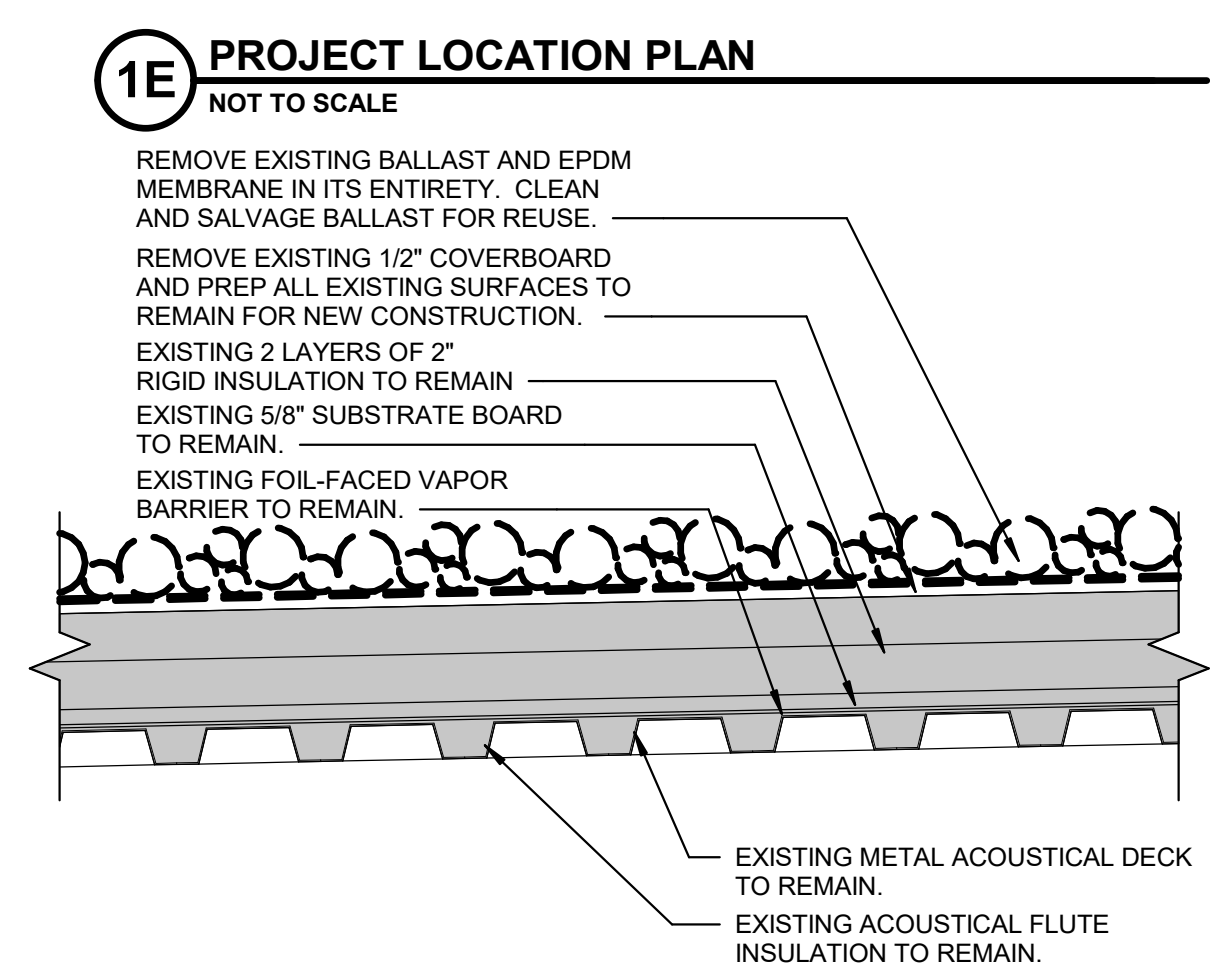 1E
PROJECT LOCATION PLAN
NOT TO SCALE
REMOVE EXISTING BALLAST AND EPDM
MEMBRANE IN ITS ENTIRETY.  CLEAN
AND SALVAGE BALLAST FOR REUSE.
REMOVE EXISTING 1/2" COVERBOARD
AND PREP ALL EXISTING SURFACES TO
REMAIN FOR NEW CONSTRUCTION.
EXISTING 2 LAYERS OF 2"
RIGID INSULATION TO REMAIN
EXISTING 5/8" SUBSTRATE BOARD
TO REMAIN.
EXISTING FOIL-FACED VAPOR
BARRIER TO REMAIN.
EXISTING METAL ACOUSTICAL DECK
TO REMAIN.
EXISTING ACOUSTICAL FLUTE
INSULATION TO REMAIN.